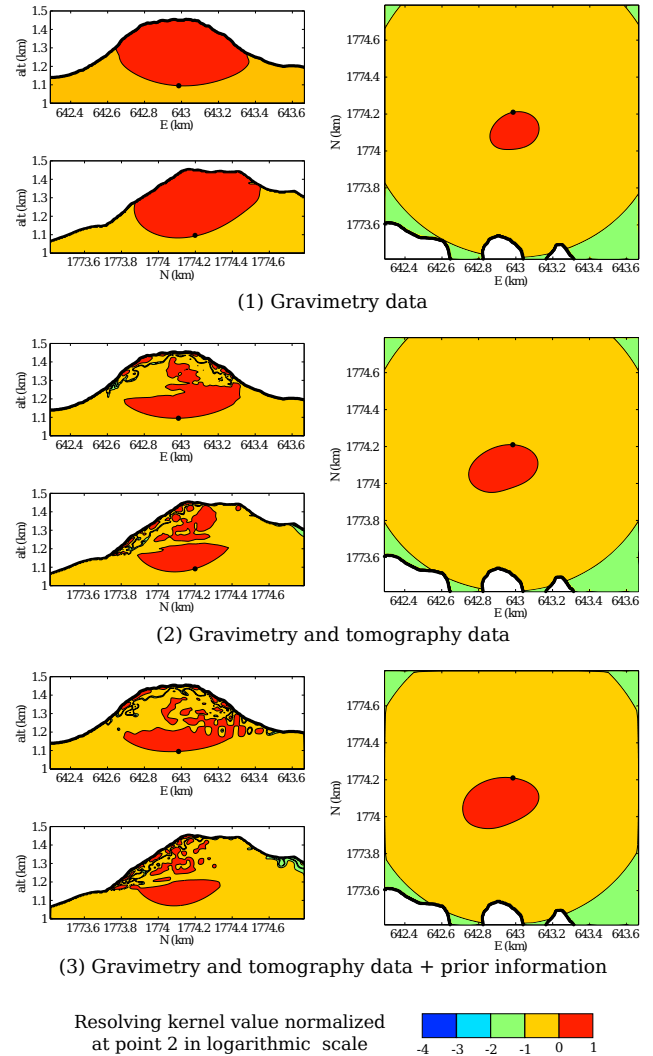 1.5
1.4
1.3
1.2
1.1
1
alt (km)
642.4 642.6 642.8 643 643.2 643.4 643.6
E (km)
1.5
1.4
1.3
1.2
1.1
1
alt (km)
1773.6 1773.8 1774 1774.2 1774.4 1774.6
N (km)
1774.6
1774.4
1774.2
1774
1773.8
1773.6
N (km)
642.4 642.6 642.8 643 643.2 643.4 643.6
E (km)
(1) Gravimetry data
1.5
1.4
1.3
1.2
1.1
1
alt (km)
642.4 642.6 642.8 643 643.2 643.4 643.6
E (km)
1.5
1.4
1.3
1.2
1.1
1
alt (km)
1773.6 1773.8 1774 1774.2 1774.4 1774.6
N (km)
1774.6
1774.4
1774.2
1774
1773.8
1773.6
N (km)
642.4 642.6 642.8 643 643.2 643.4 643.6
E (km)
(2) Gravimetry and tomography data
1.5
1.4
1.3
1.2
1.1
1
alt (km)
642.4 642.6 642.8 643 643.2 643.4 643.6
E (km)
1.5
1.4
1.3
1.2
1.1
1
alt (km)
1773.6 1773.8 1774 1774.2 1774.4 1774.6
N (km)
1774.6
1774.4
1774.2
1774
1773.8
1773.6
N (km)
642.4 642.6 642.8 643 643.2 643.4 643.6
E (km)
(3) Gravimetry and tomography data + prior information
Resolving kernel value normalized
at point 2 in logarithmic scale
-4 -3 -2 -1 0 1